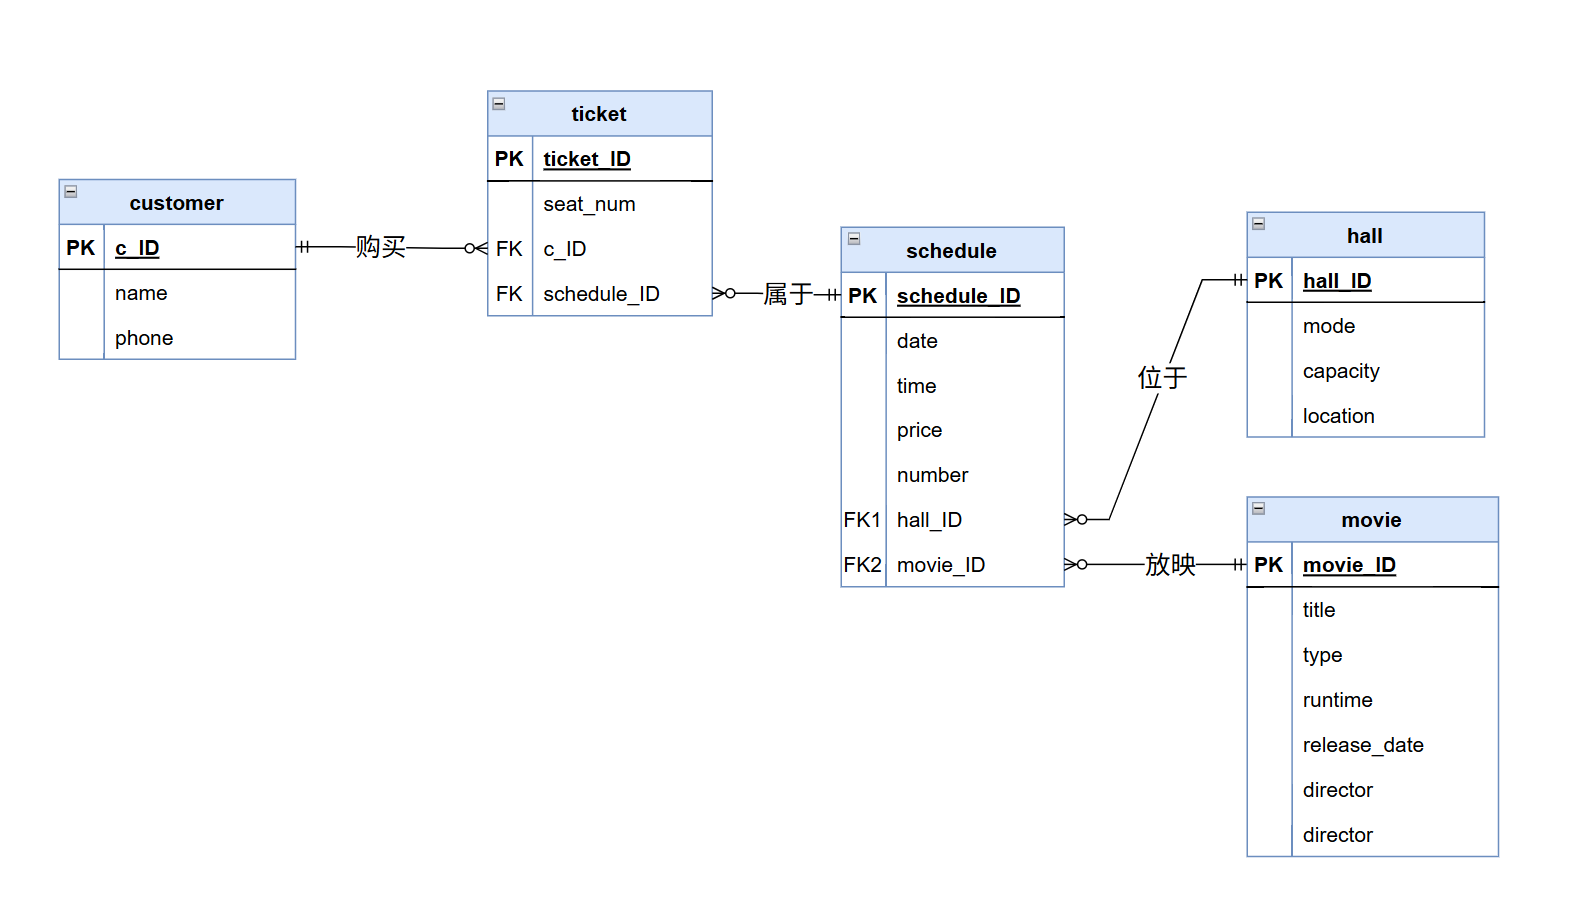 customer
PK c_ID
name
phone
购买
ticket
PK ticket_ID
seat_num
FK c_ID
FK schedule_ID
属于
schedule
PK schedule_ID
date
time
price
number
FK1 hall_ID
FK2 movie_ID
位于
放映
hall
PK hall_ID
mode
capacity
location
movie
PK movie_ID
title
type
runtime
release_date
director
director